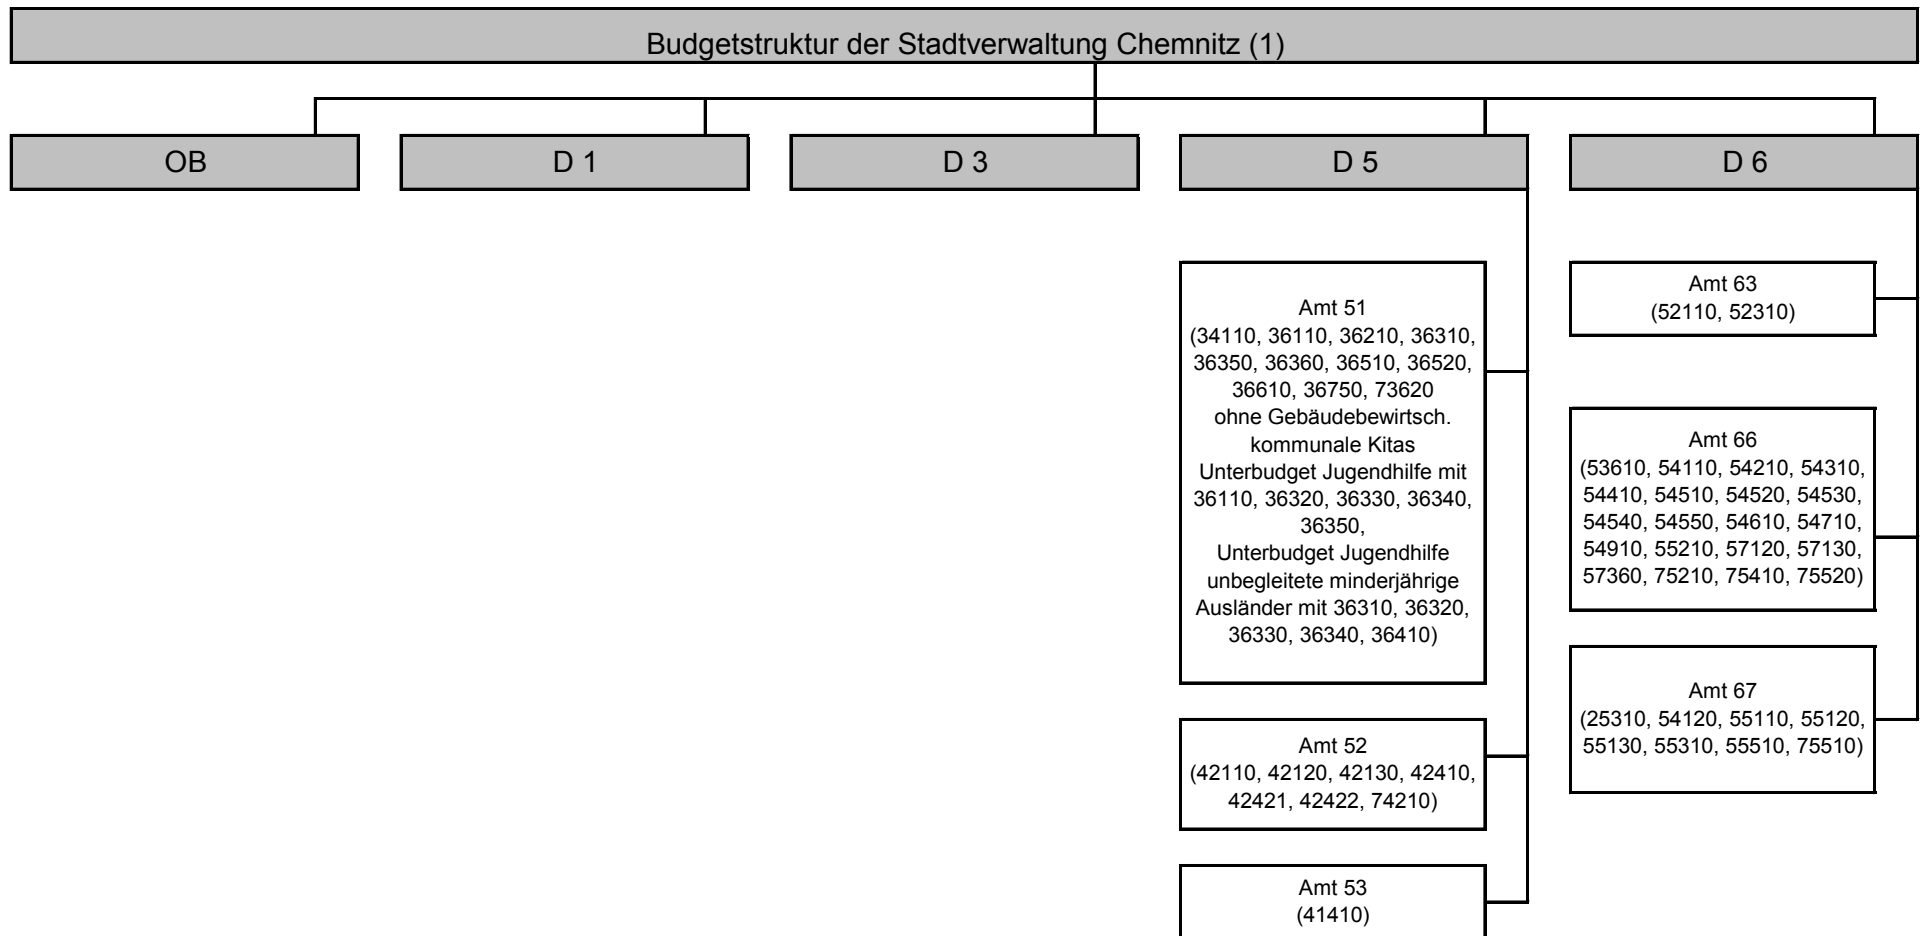 Budgetstruktur der Stadtverwaltung Chemnitz (1)
OB
D 1
D 3
D 5
D 6
Amt 51
(34110, 36110, 36210, 36310,
36350, 36360, 36510, 36520,
36610, 36750, 73620
ohne Gebäudebewirtsch.
kommunale Kitas
Unterbudget Jugendhilfe mit
36110, 36320, 36330, 36340,
36350,
Unterbudget Jugendhilfe
unbegleitete minderjährige
Ausländer mit 36310, 36320,
36330, 36340, 36410)
Amt 52
(42110, 42120, 42130, 42410,
42421, 42422, 74210)
Amt 53
(41410)
Amt 63
(52110, 52310)
Amt 66
(53610, 54110, 54210, 54310,
54410, 54510, 54520, 54530,
54540, 54550, 54610, 54710,
54910, 55210, 57120, 57130,
57360, 75210, 75410, 75520)
Amt 67
(25310, 54120, 55110, 55120,
55130, 55310, 55510, 75510)